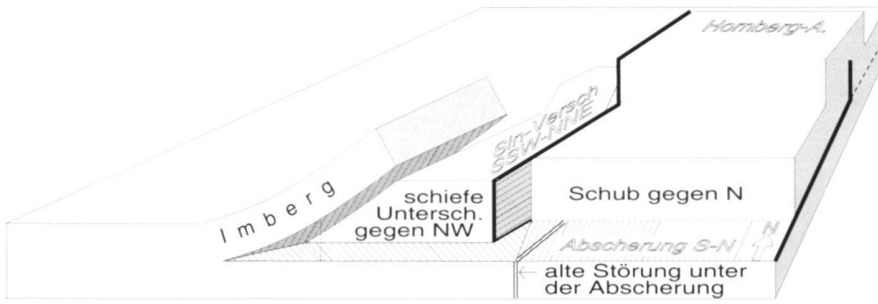 Homberg-A.
Sin-Versch
SSW-NNE
Imberg
schiefe
Untersch.
gegen NW
Schub gegen N
N
Abscherung S-N
← alte Störung unter
der Abscherung